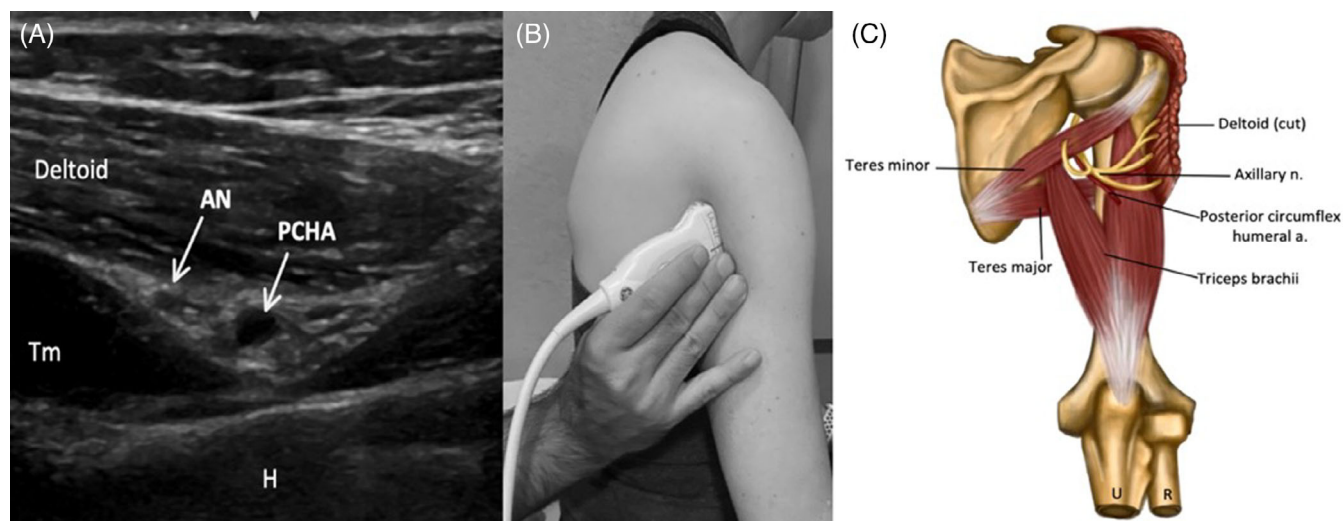 (A)
Deltoid
AN
PCHA
Tm
H
(B)
(C)
Deltoid (cut)
Teres minor
Axillary n.
Posterior circumflex
humeral a.
Teres major
Triceps brachii
U
R